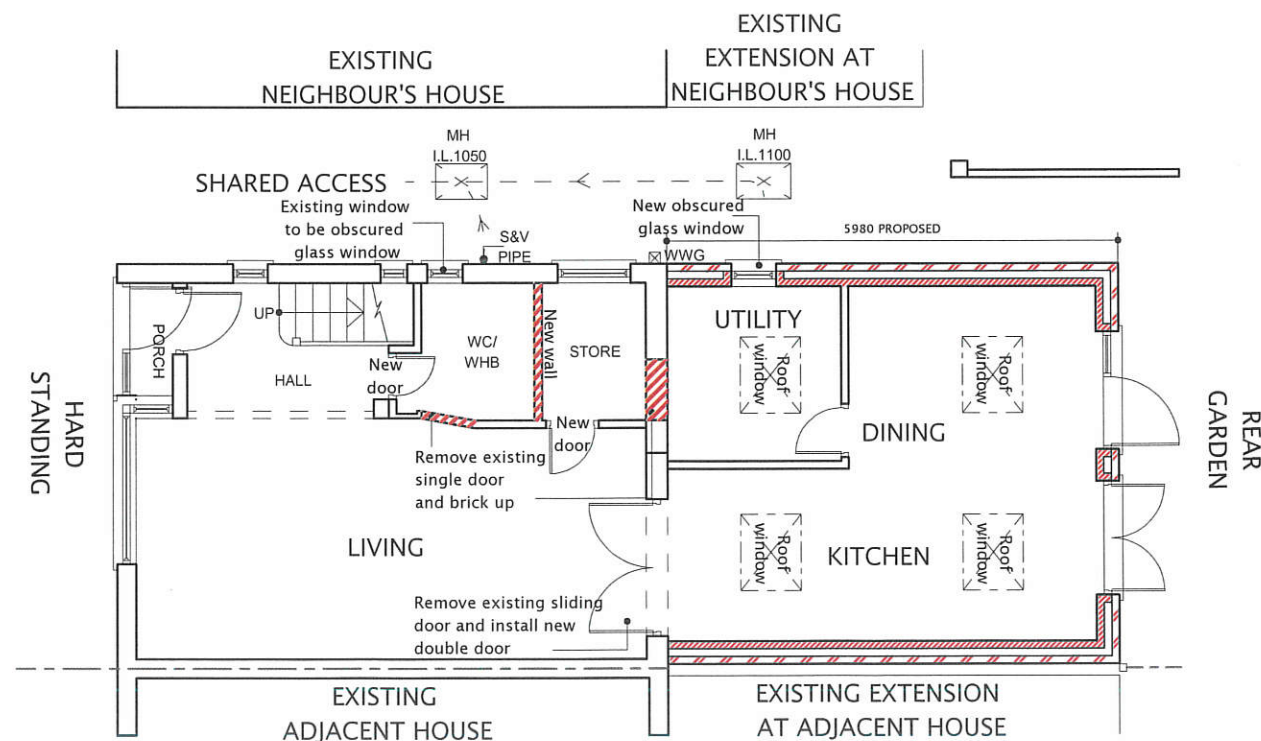 EXISTING
NEIGHBOUR'S HOUSE
EXISTING
EXTENSION AT
NEIGHBOUR'S HOUSE
MH
I.L.1050
MH
I.L.1100
SHARED ACCESS
Existing window
to be obscured
glass window
S&V
PIPE
New obscured
glass window
WWG
5980 PROPOSED
PORCH
UP
HALL
New
door
WC/
WHB
New wall
STORE
New
door
UTILITY
Roof
window
Roof
window
DINING
HARD
STANDING
REAR
GARDEN
Remove existing
single door
and brick up
LIVING
Roof
window
KITCHEN
Roof
window
Remove existing sliding
door and install new
double door
EXISTING
ADJACENT HOUSE
EXISTING EXTENSION
AT ADJACENT HOUSE